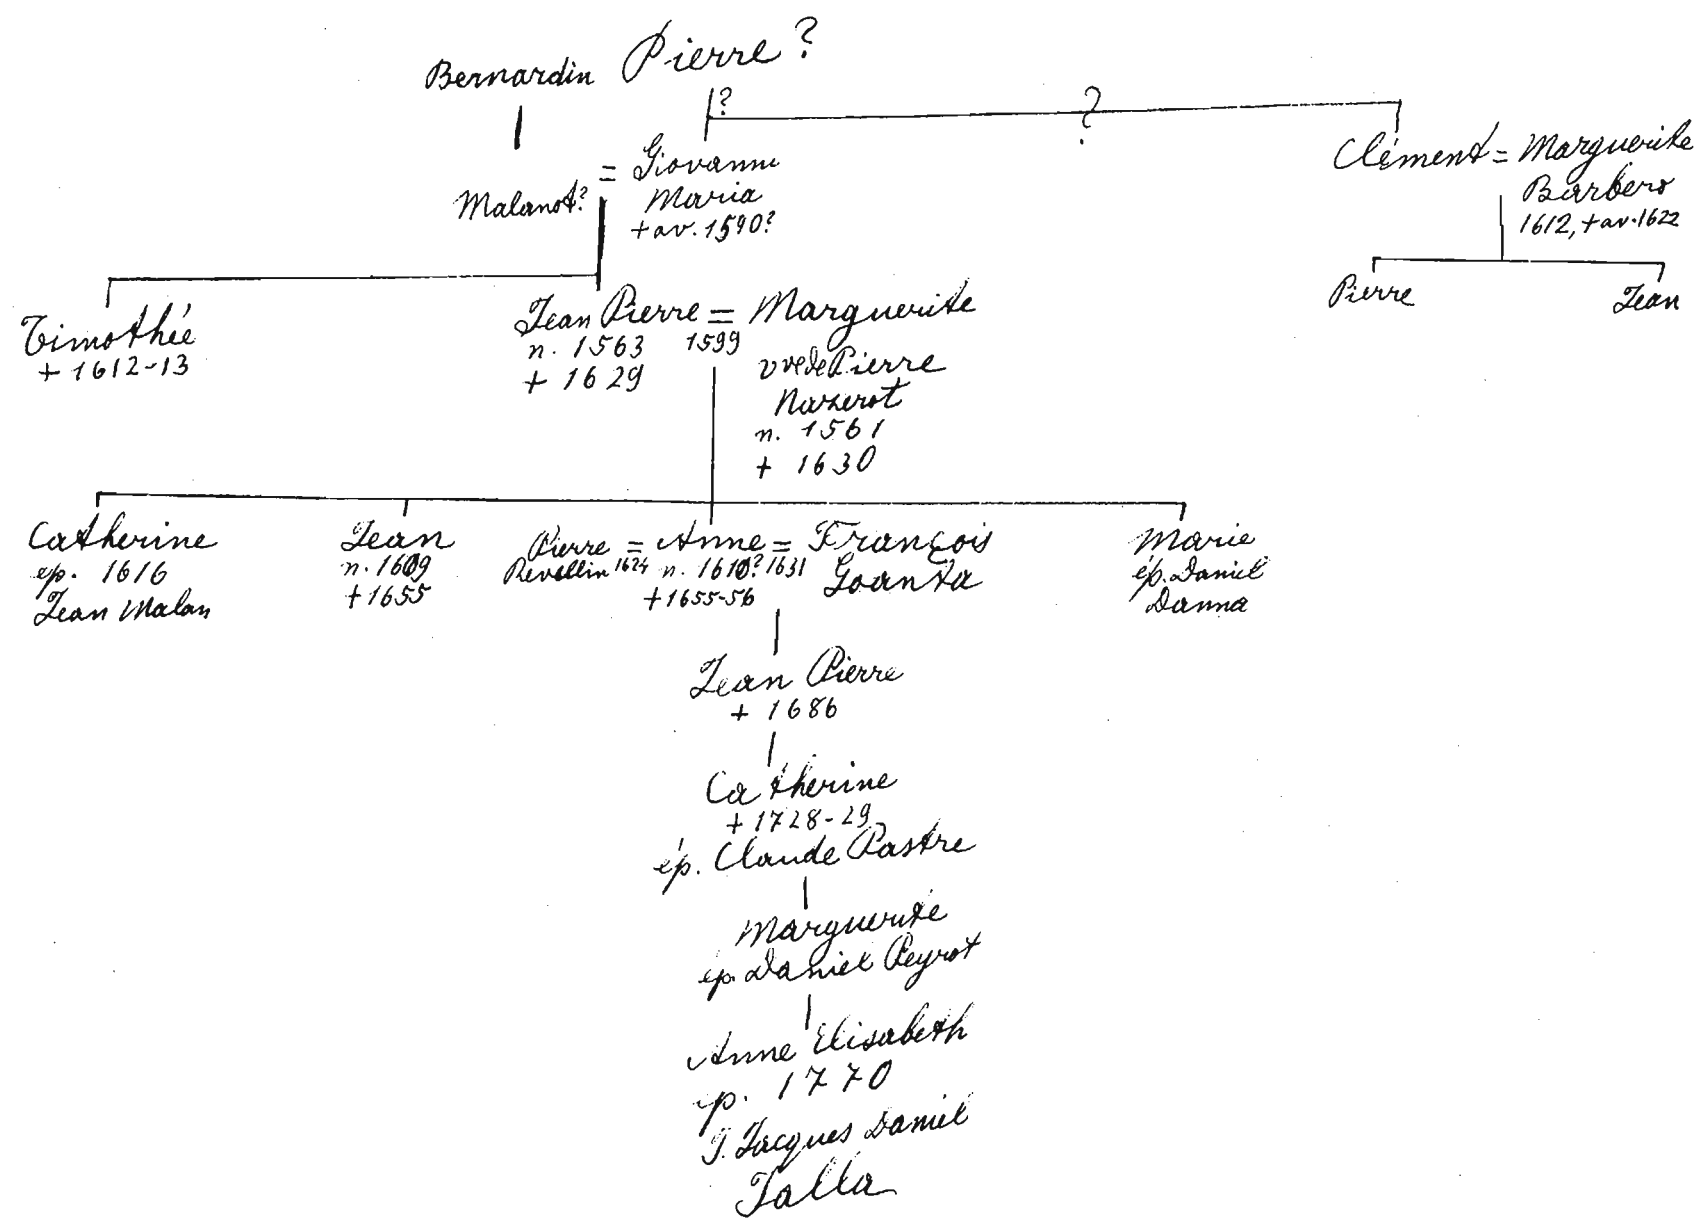 Bernardin Pierre ?
? ?
Clément = Marguerite
Barbero
1612, + av. 1622
Malanot? = Giovanni
Maria
+ av. 1590?
Pierre Jean
Timothée
+ 1612-13
Jean Pierre = Marguerite
n. 1563 1599
+ 1629
vve de Pierre
Nazerot
n. 1561
+ 1630
Catherine
ep. 1616
Jean Malan
Jean
n. 1609
+ 1655
Pierre = Anne = François
Revellin 1624 n. 1610? 1631 Goanta
+ 1655-56
Marie
ép. Daniel
Danna
Jean Pierre
+ 1686
Catherine
+ 1728-29
ép. Claude Pastre
Marguerite
ép. Daniel Peyrot
Anne Elisabeth
ép. 1770
J. Jacques Daniel
Jalla